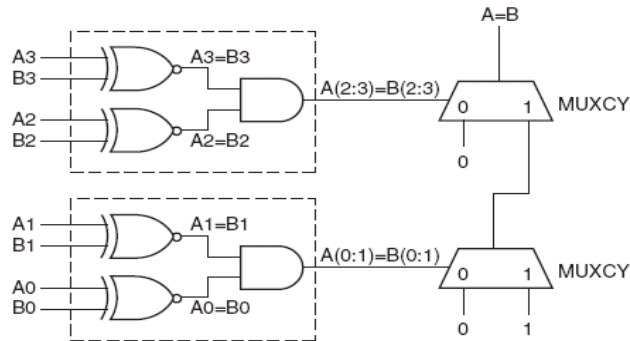 A=B
A3
B3
A3=B3
A2
B2
A2=B2
A(2:3)=B(2:3)
0 1
MUXCY
0
A1
B1
A1=B1
A0
B0
A0=B0
A(0:1)=B(0:1)
0 1
MUXCY
0 1